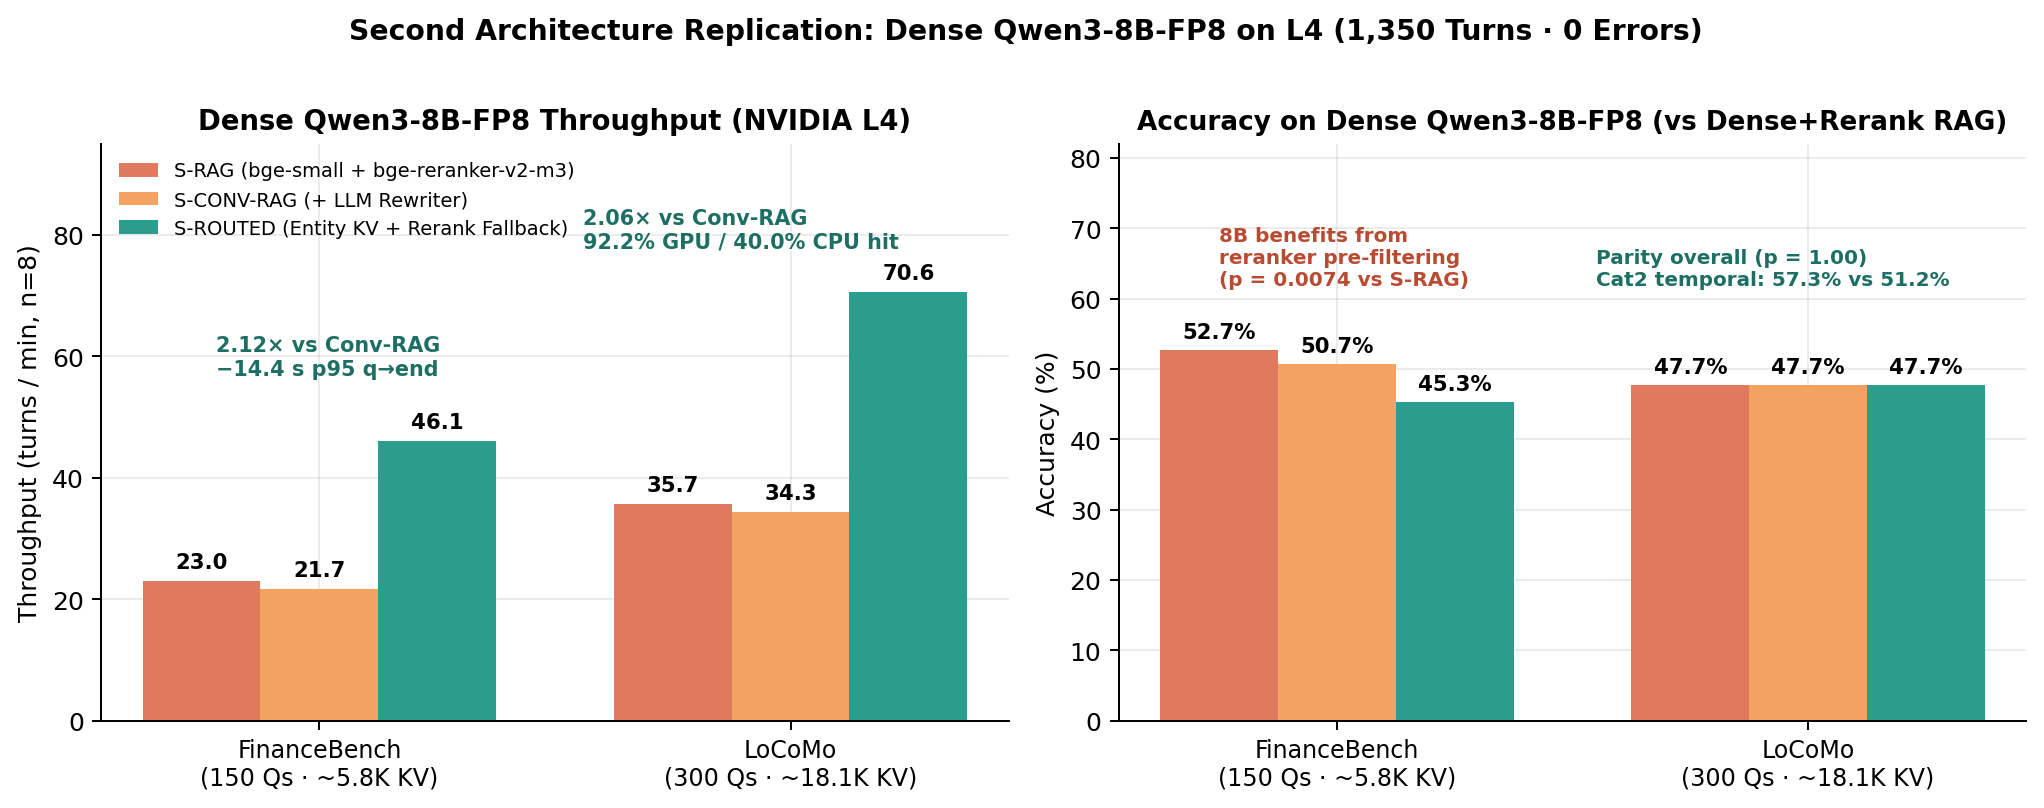 Second Architecture Replication: Dense Qwen3-8B-FP8 on L4 (1,350 Turns · 0 Errors)
Dense Qwen3-8B-FP8 Throughput (NVIDIA L4)
Throughput (turns / min, n=8)
80
60
40
20
0
S-RAG (bge-small + bge-reranker-v2-m3)
S-CONV-RAG (+ LLM Rewriter)
S-ROUTED (Entity KV + Rerank Fallback)
2.06× vs Conv-RAG
92.2% GPU / 40.0% CPU hit
2.12× vs Conv-RAG
−14.4 s p95 q→end
23.0
21.7
46.1
35.7
34.3
70.6
FinanceBench
(150 Qs · ~5.8K KV)
LoCoMo
(300 Qs · ~18.1K KV)
Accuracy on Dense Qwen3-8B-FP8 (vs Dense+Rerank RAG)
Accuracy (%)
80
70
60
50
40
30
20
10
0
8B benefits from
reranker pre-filtering
(p = 0.0074 vs S-RAG)
Parity overall (p = 1.00)
Cat2 temporal: 57.3% vs 51.2%
52.7%
50.7%
45.3%
47.7%
47.7%
47.7%
FinanceBench
(150 Qs · ~5.8K KV)
LoCoMo
(300 Qs · ~18.1K KV)